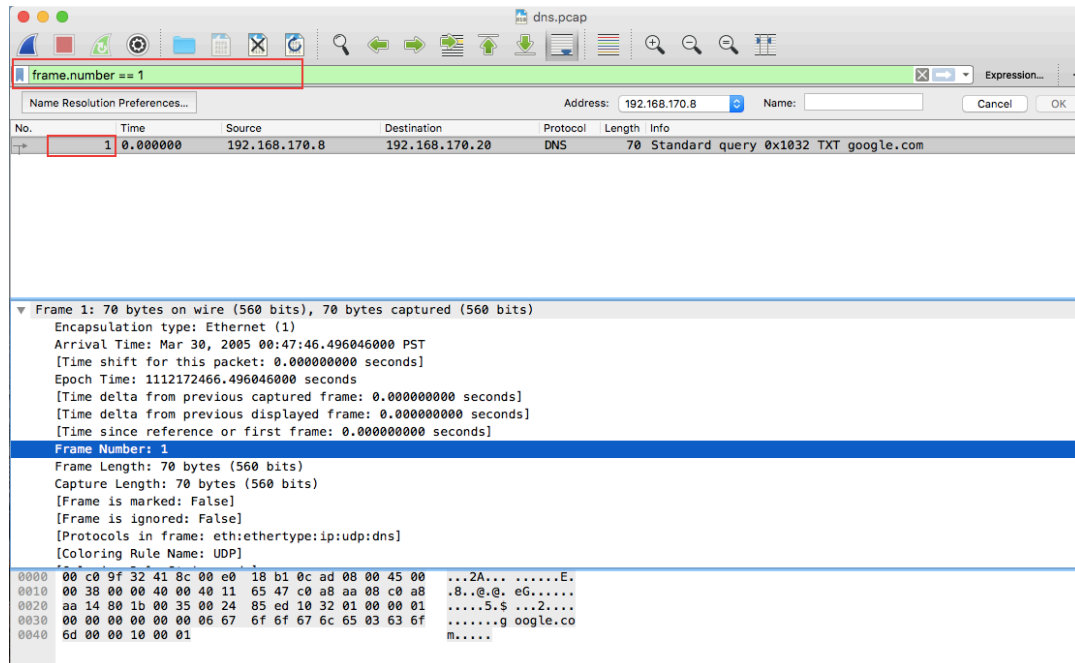 dns.pcap
frame.number == 1
Expression...
Name Resolution Preferences...
Address: 192.168.170.8
Name:
Cancel
OK
No. Time Source Destination Protocol Length Info
1 0.000000 192.168.170.8 192.168.170.20 DNS 70 Standard query 0x1032 TXT google.com
Frame 1: 70 bytes on wire (560 bits), 70 bytes captured (560 bits)
Encapsulation type: Ethernet (1)
Arrival Time: Mar 30, 2005 00:47:46.496046000 PST
[Time shift for this packet: 0.000000000 seconds]
Epoch Time: 1112172466.496046000 seconds
[Time delta from previous captured frame: 0.000000000 seconds]
[Time delta from previous displayed frame: 0.000000000 seconds]
[Time since reference or first frame: 0.000000000 seconds]
Frame Number: 1
Frame Length: 70 bytes (560 bits)
Capture Length: 70 bytes (560 bits)
[Frame is marked: False]
[Frame is ignored: False]
[Protocols in frame: eth:ethertype:ip:udp:dns]
[Coloring Rule Name: UDP]
0000 00 c0 9f 32 41 8c 00 e0 18 b1 0c ad 08 00 45 00 ...2A... ......E.
0010 00 38 00 00 40 00 40 11 65 47 c0 a8 aa 08 c0 a8 .8..@.@. eG......
0020 aa 14 80 1b 00 35 00 24 85 ed 10 32 01 00 00 01 .....5.$ ...2....
0030 00 00 00 00 00 00 06 67 6f 6f 67 6c 65 03 63 6f .......g oogle.co
0040 6d 00 00 10 00 01 m.....